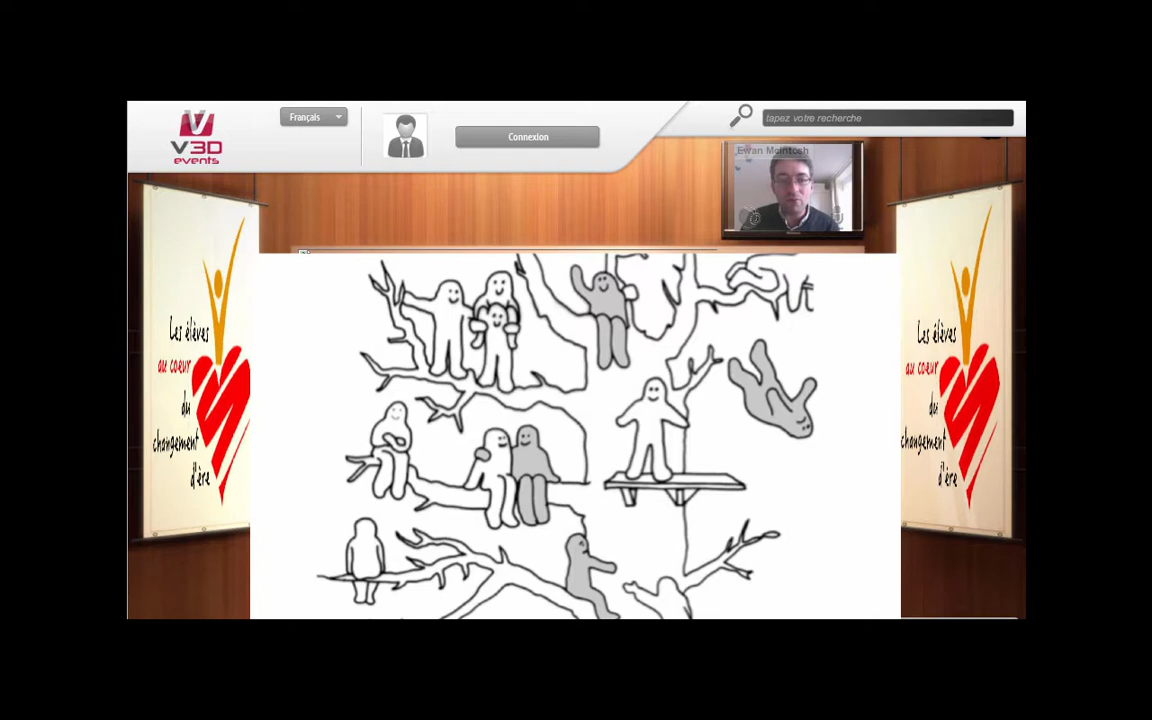 V3D
events
Français
Connexion
tapez votre recherche
Ewan Mcintosh
Les élèves
au coeur
du
changement
d'ère
Les élèves
au coeur
du
changement
d'ère